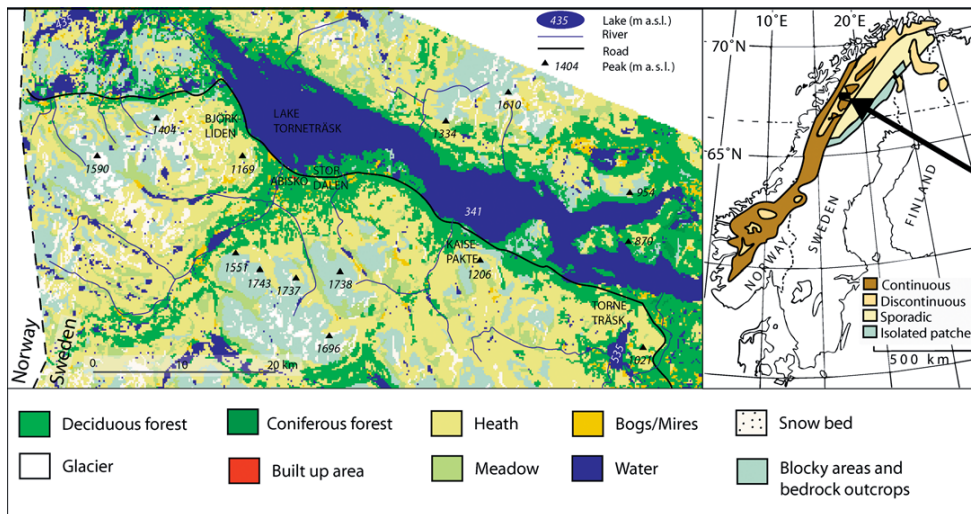 435
435
Lake (m a.s.l.)
River
Road
1404
Peak (m a.s.l.)
1610
1334
1404
BJÖRK-
LIDEN
LAKE
TORNETRÄSK
1590
1169
ABISKO
STOR
DALEN
954
341
870
KAISE
PAKTE
1206
1551
1743
1737
1738
TORNE
TRÄSK
1696
535
1021
Norway
Sweden
0.
10
20 km
10°E
20°E
70°N
65°N
NORWAY
SWEDEN
FINLAND
Continuous
Discontinuous
Sporadic
Isolated patche
500 km
Deciduous forest
Coniferous forest
Heath
Bogs/Mires
Snow bed
Glacier
Built up area
Meadow
Water
Blocky areas and
bedrock outcrops